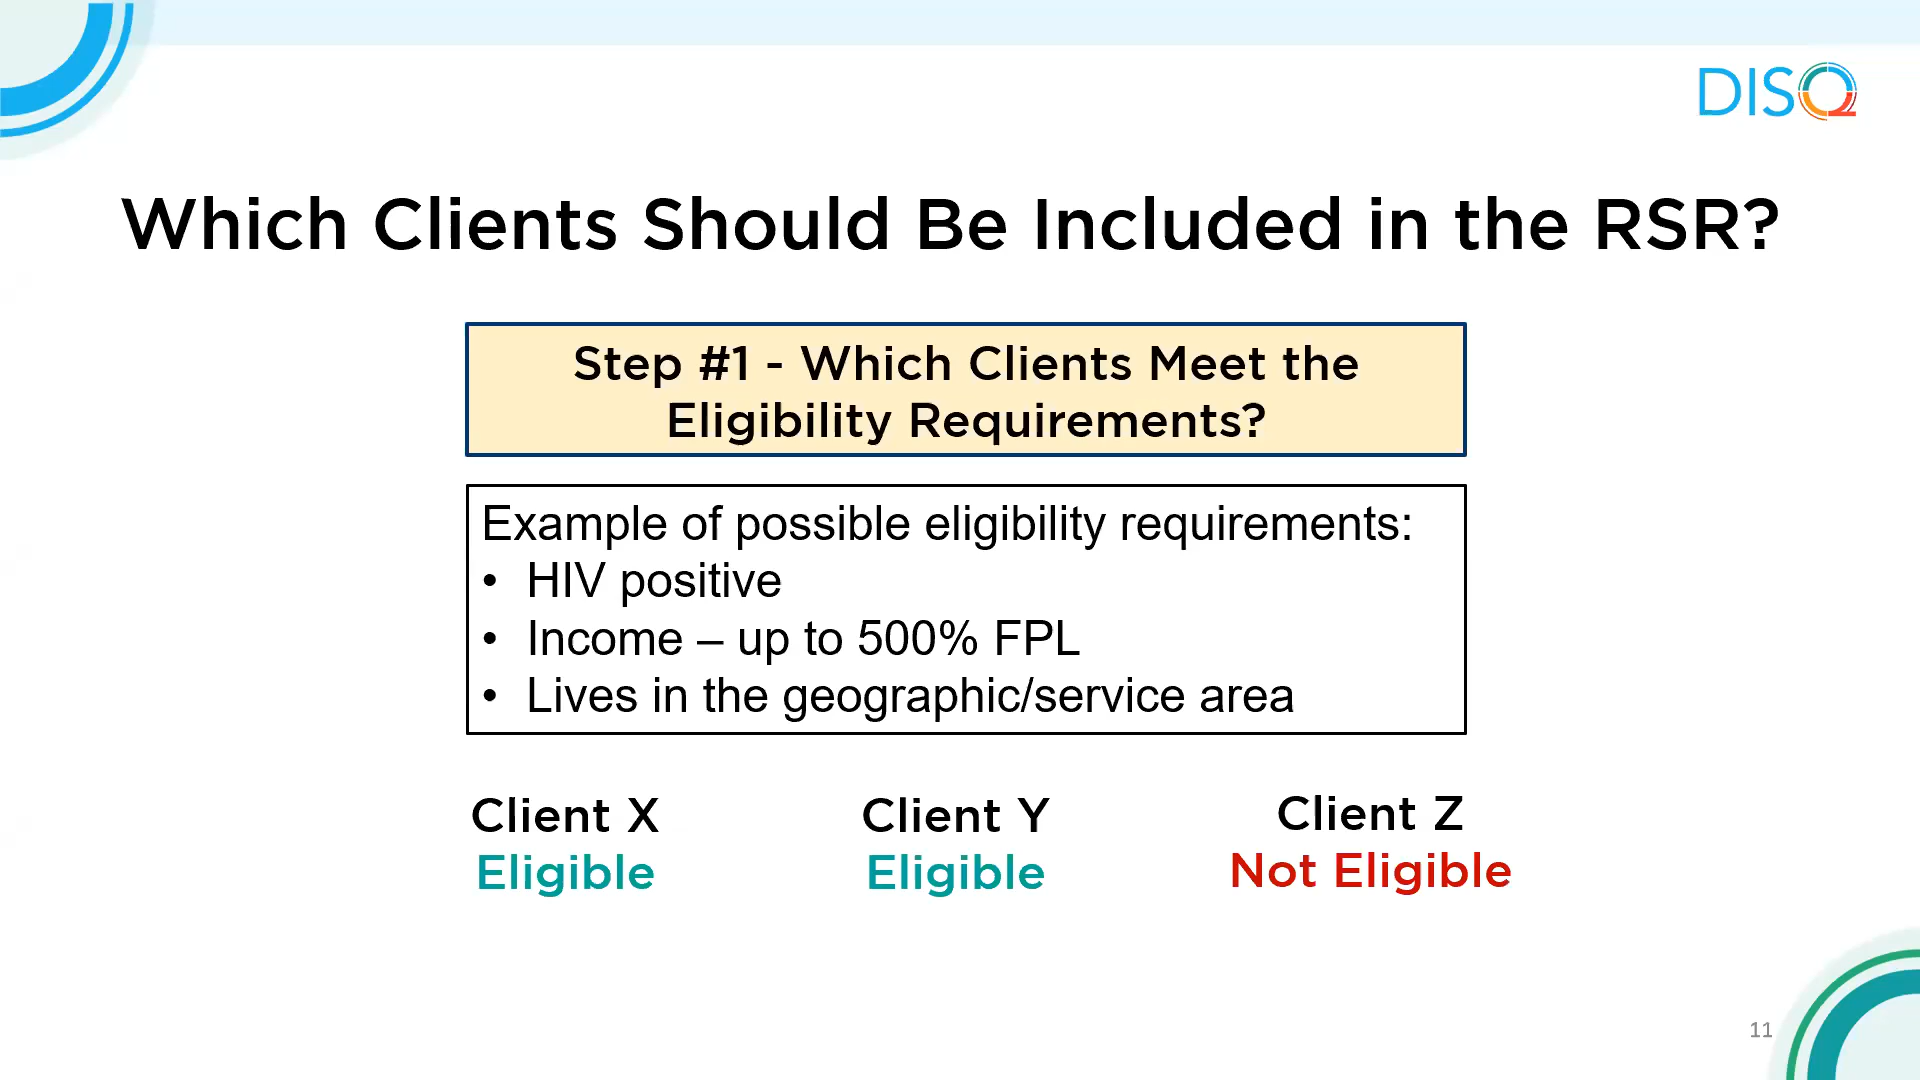 DISQ
Which Clients Should Be Included in the RSR?
Step #1 - Which Clients Meet the
Eligibility Requirements?
Example of possible eligibility requirements:
• HIV positive
• Income – up to 500% FPL
• Lives in the geographic/service area
Client X
Eligible
Client Y
Eligible
Client Z
Not Eligible
11